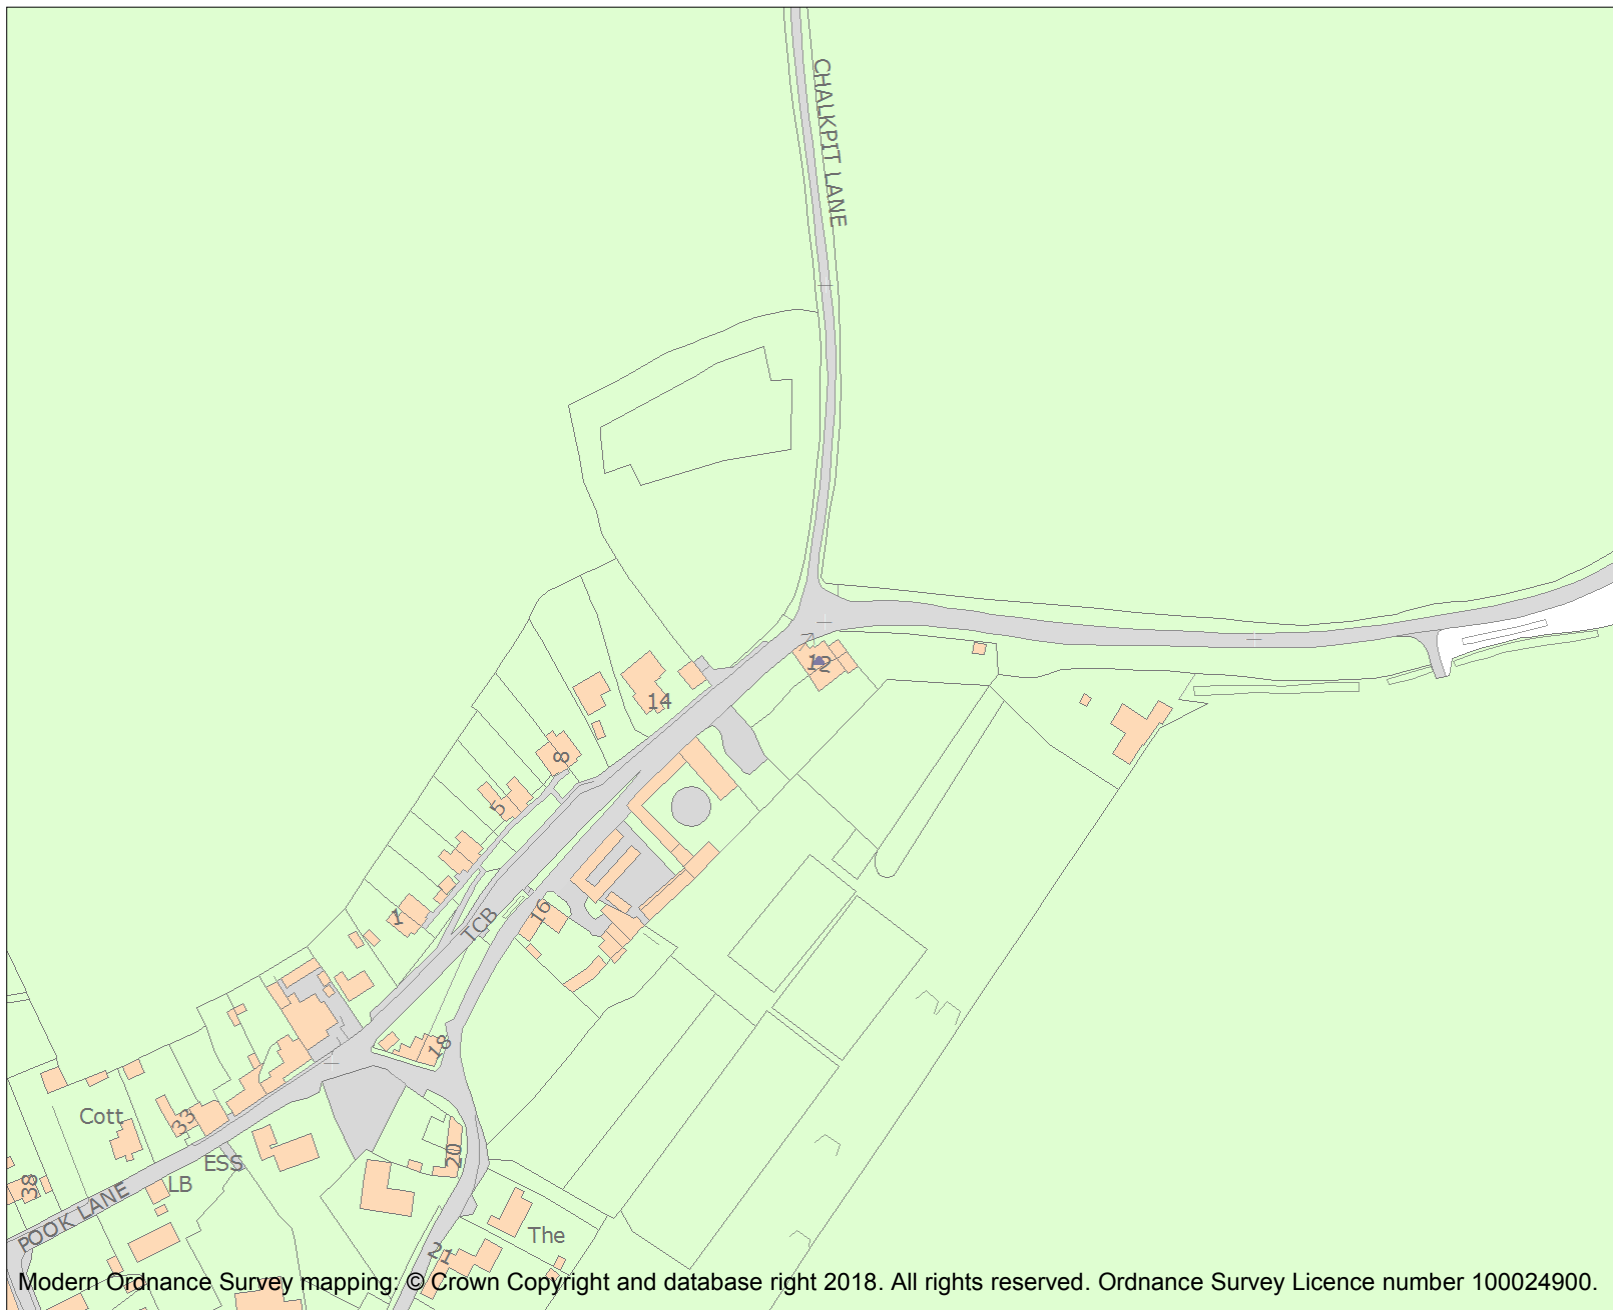 CHALKPIT LANE
12
14
8
5
1
16
TCB
18
Cott
33
20
ESS
38
LB
POOK LANE
The
21
Modern Ordnance Survey mapping: © Crown Copyright and database right 2018. All rights reserved. Ordnance Survey Licence number 100024900.